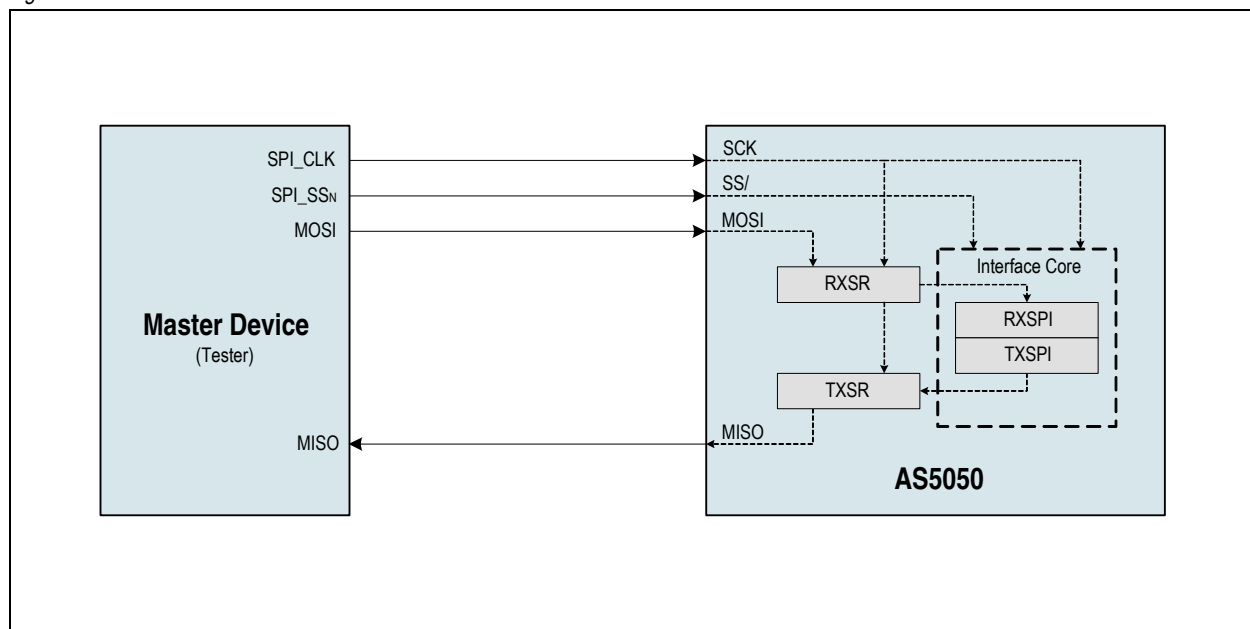 SPI_CLK
SPI_SSN
MOSI
Master Device
(Tester)
MISO
SCK
SS/
MOSI
Interface Core
RXSR
RXSPI
TXSPI
TXSR
MISO
AS5050